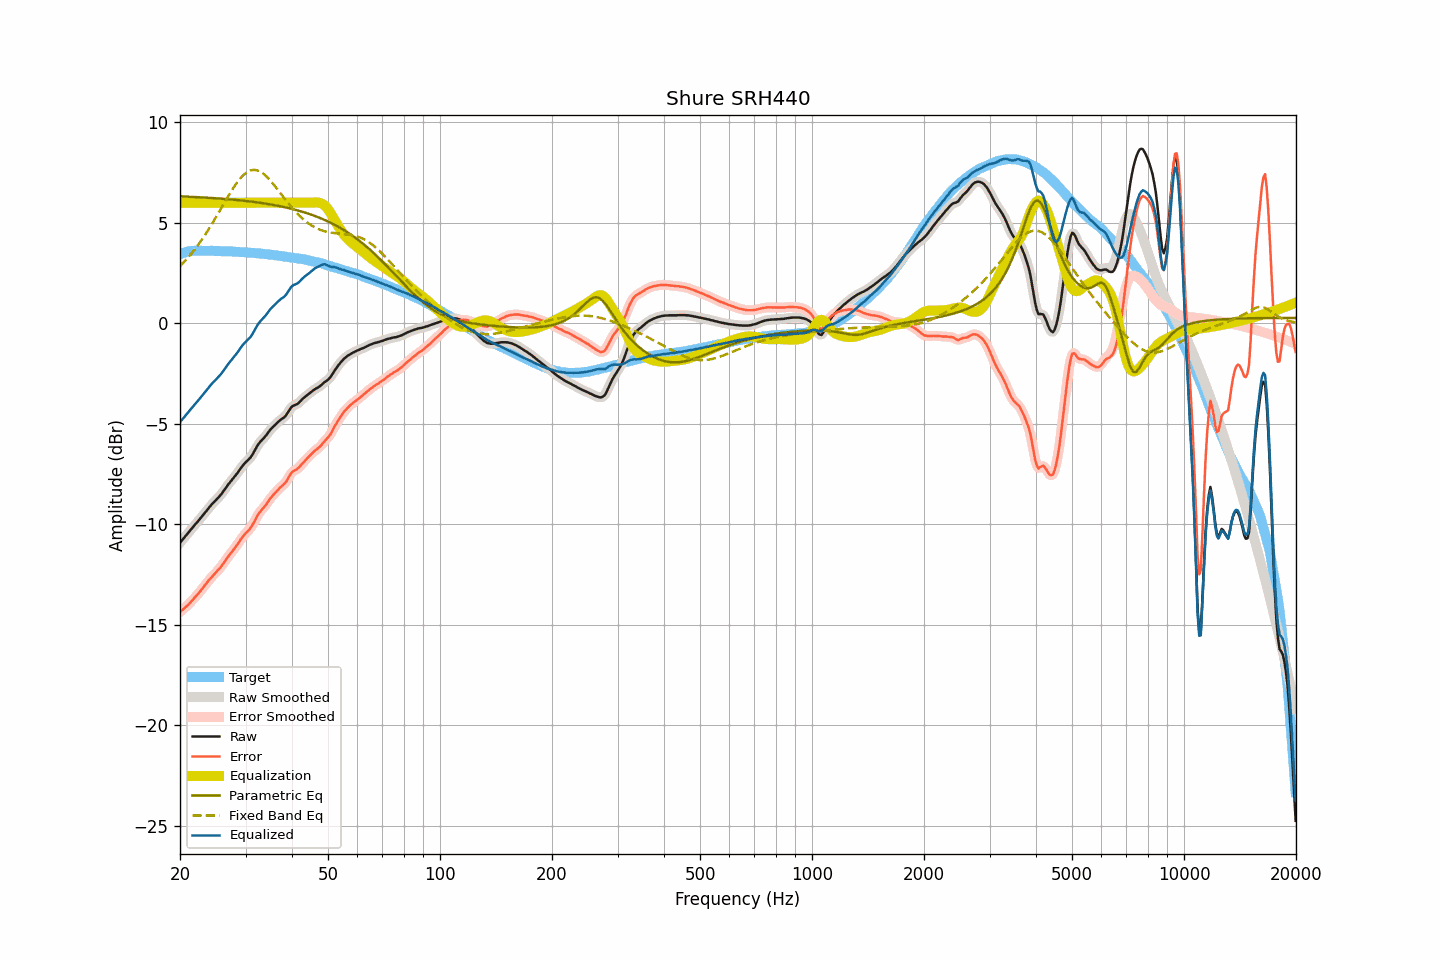 Shure SRH440
10
5
0
−5
−10
−15
−20
−25
Amplitude (dBr)
Target
Raw Smoothed
Error Smoothed
Raw
Error
Equalization
Parametric Eq
Fixed Band Eq
Equalized
20 50 100 200 500 1000 2000 5000 10000 20000
Frequency (Hz)